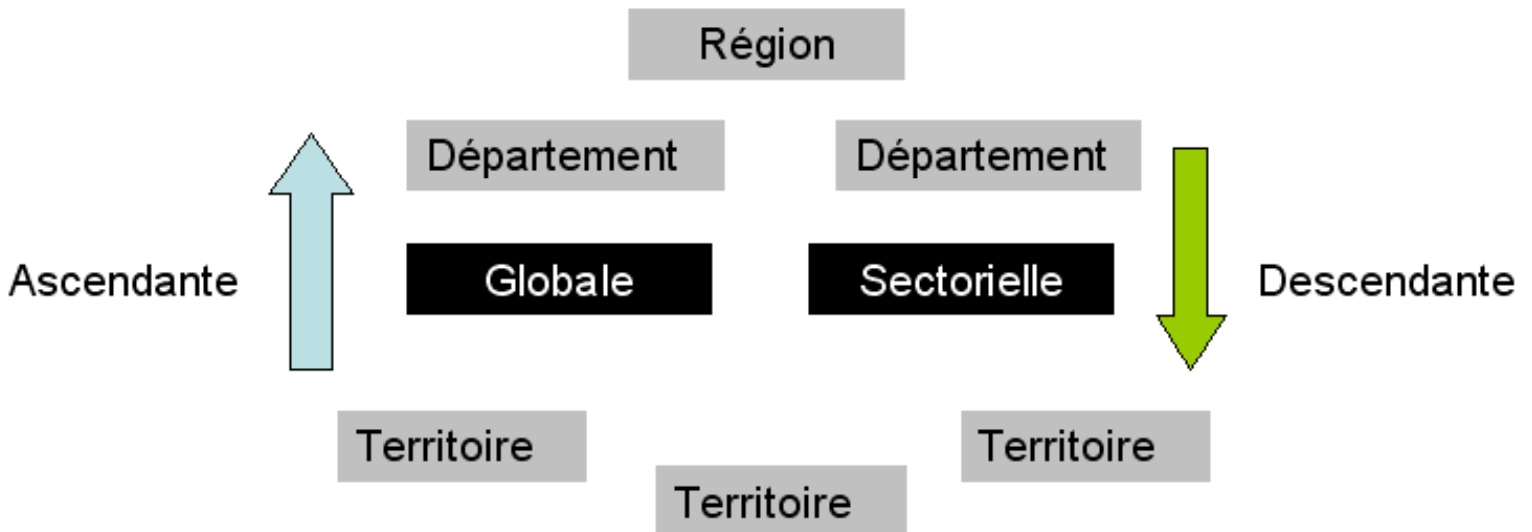 Région
Département
Département
Ascendante
Globale
Sectorielle
Descendante
Territoire
Territoire
Territoire